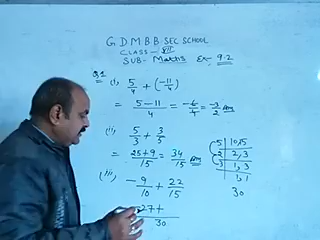 G D M B B. SEC SCHOOL
CLASS - VII
SUB- Maths Ex- 9.2
Q1 (i) 5/4 + (-11/4)
= 5-11/4 = -6/4 = -3/2 Ans
(ii) 5/3 + 3/5
= 25+9/15 = 34/15 Ans
(iii) -9/10 + 22/15
-27+/30
5 | 10, 15
2 | 2, 3
3 | 1, 3
1, 1
30